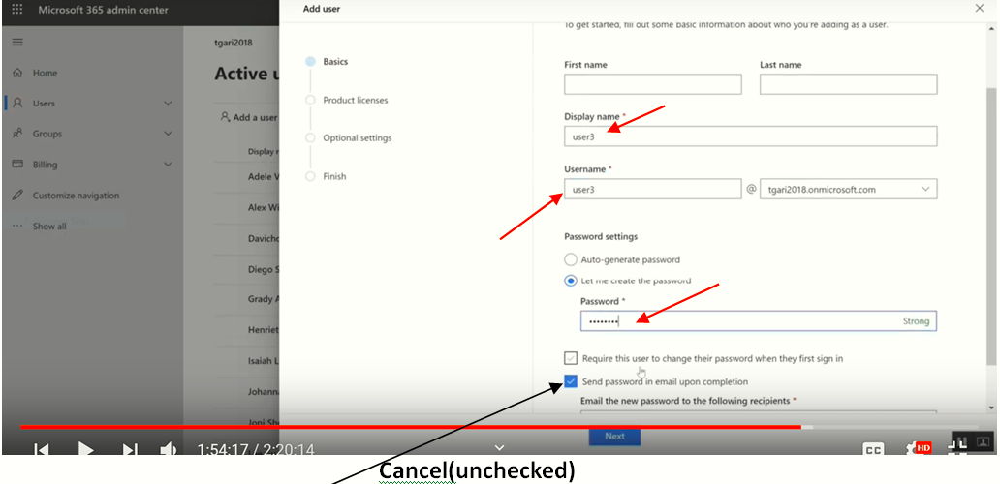 Microsoft 365 admin center
Add user
To get started, fill out some basic information about who you're adding as a user.
tgari2018
Home
Active u
Basics
First name
Last name
Users
Product licenses
Display name *
Add a user
user3
Groups
Optional settings
Display r
Username *
Billing
Finish
Adele V
user3
@
tgari2018.onmicrosoft.com
Customize navigation
Alex Wi
Show all
Davicho
Password settings
Auto-generate password
Diego S
Let me create the password
Grady A
Password *
Strong
Henriet
Isaiah L
Require this user to change their password when they first sign in
Send password in email upon completion
Johanna
Email the new password to the following recipients *
Joni She
Next
1:54:17 / 2:20:14
CC
HD
Cancel(unchecked)